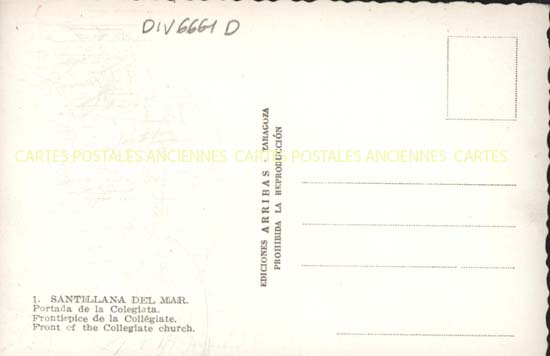 DIV6661 D
CARTES POSTALES ANCIENNES CARTES POSTALES ANCIENNES CARTES
EDICIONES ARRIBAS ZARAGOZA
PROHIBIDA LA REPRODUCCIÓN
1. SANTILLANA DEL MAR.
Portada de la Colegiata.
Frontispice de la Collégiate.
Front of the Collegiate church.